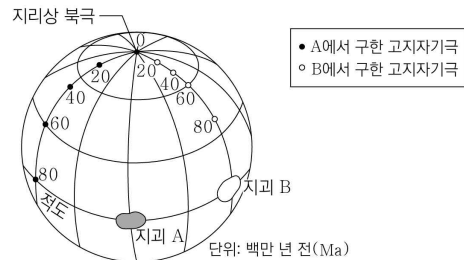 지리상 북극
0
20
40
60
80
20
40
60
80
적도
지괴 A
지괴 B
단위: 백만 년 전(Ma)
• A에서 구한 고지자기극
∘ B에서 구한 고지자기극